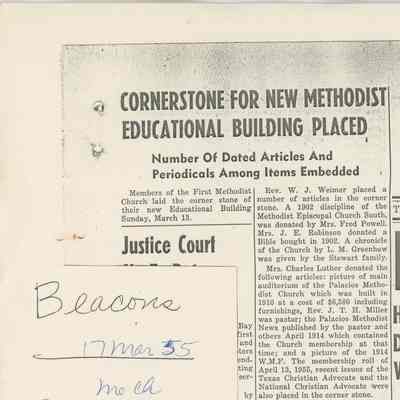 CORNERSTONE FOR NEW METHODIST
EDUCATIONAL BUILDING PLACED
Number Of Dated Articles And
Periodicals Among Items Embedded
Members of the First Methodist
Church laid the corner stone of
their new Educational Building
Sunday, March 13.
Justice Court
Rev. W. J. Weimer placed a
number of articles in the corner
stone. A 1902 discipline of the
Methodist Episcopal Church South,
was donated by Mrs. Fred Powell.
Mrs. J. E. Robinson donated a
Bible bought in 1902. A chronicle
of the Church by L. M. Greenhaw
was given by the Stewart family.
Mrs. Charles Luther donated the
following articles: picture of main
auditorium of the Palacios Metho-
dist Church which was built in
1910 at a cost of $6,580 including
furnishings, Rev. J. T. H. Miller
was pastor; the Palacios Methodist
News published by the pastor and
others April 1914 which contained
the Church membership at that
time; and a picture of the 1914
W.M.F. The membership roll of
April 13, 1955, recent issues of the
Texas Christian Advocate and the
National Christian Advocate were
also placed in the corner stone.
Beacons
17 Mar 55